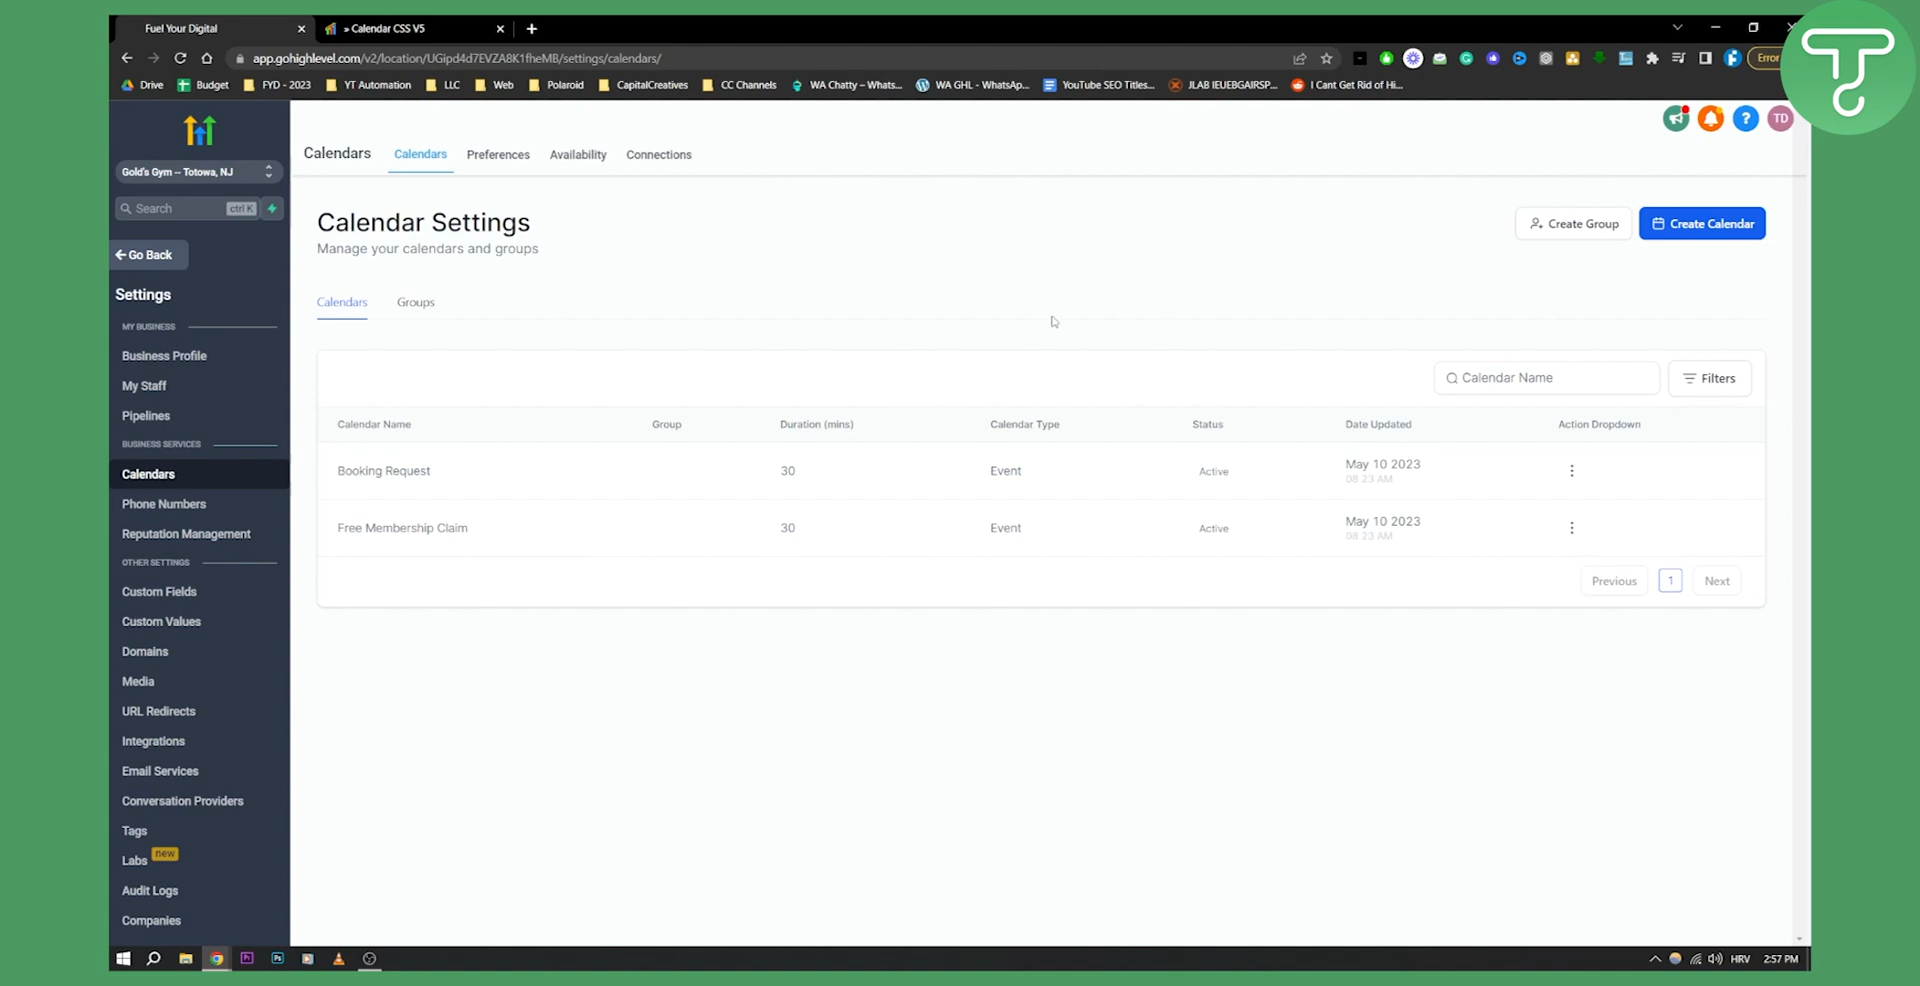 Fuel Your Digital
» Calendar CSS V5
app.gohighlevel.com/v2/location/UGipd4d7EVZA8K1fheMB/settings/calendars/
Error
Drive
Budget
FYD - 2023
YT Automation
LLC
Web
Polaroid
CapitalCreatives
CC Channels
WA Chatty – Whats...
WA GHL - WhatsAp...
YouTube SEO Titles...
JLAB IEUEBGAIRSP...
I Cant Get Rid of Hi...
TD
Gold's Gym -- Totowa, NJ
Search
ctrl K
Go Back
Settings
MY BUSINESS
Business Profile
My Staff
Pipelines
BUSINESS SERVICES
Calendars
Phone Numbers
Reputation Management
OTHER SETTINGS
Custom Fields
Custom Values
Domains
Media
URL Redirects
Integrations
Email Services
Conversation Providers
Tags
Labs new
Audit Logs
Companies
Calendars
Calendars
Preferences
Availability
Connections
Calendar Settings
Manage your calendars and groups
Create Group
Create Calendar
Calendars
Groups
Calendar Name
Filters
Calendar Name Group Duration (mins) Calendar Type Status Date Updated Action Dropdown
Booking Request 30 Event Active May 10 2023
08 23 AM
Free Membership Claim 30 Event Active May 10 2023
08 23 AM
Previous 1 Next
Pr
Ps
HRV
2:57 PM